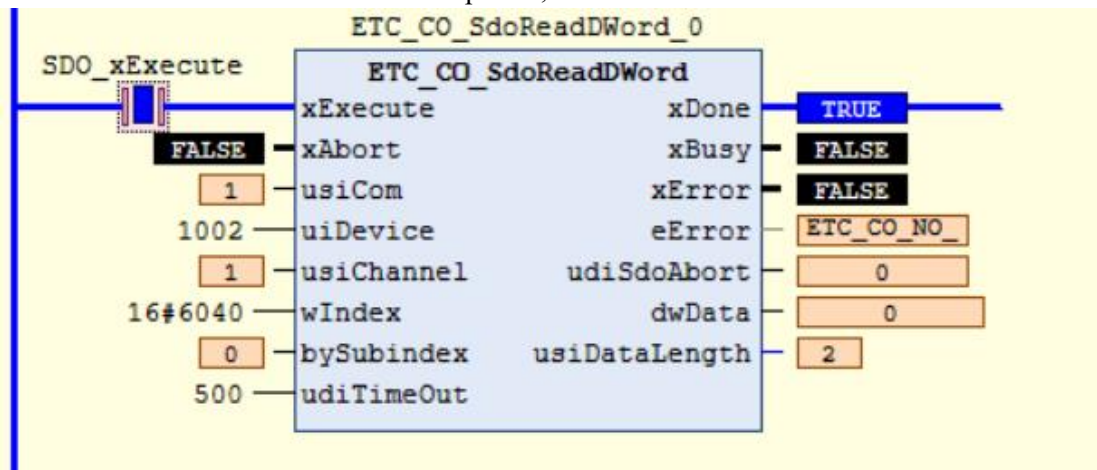 ETC_CO_SdoReadDWord_0
SDO_xExecute
ETC_CO_SdoReadDWord
xExecute xDone TRUE
FALSE xAbort xBusy FALSE
1 usiCom xError FALSE
1002 uiDevice eError ETC_CO_NO_
1 usiChannel udiSdoAbort 0
16#6040 wIndex dwData 0
0 bySubindex usiDataLength 2
500 udiTimeOut